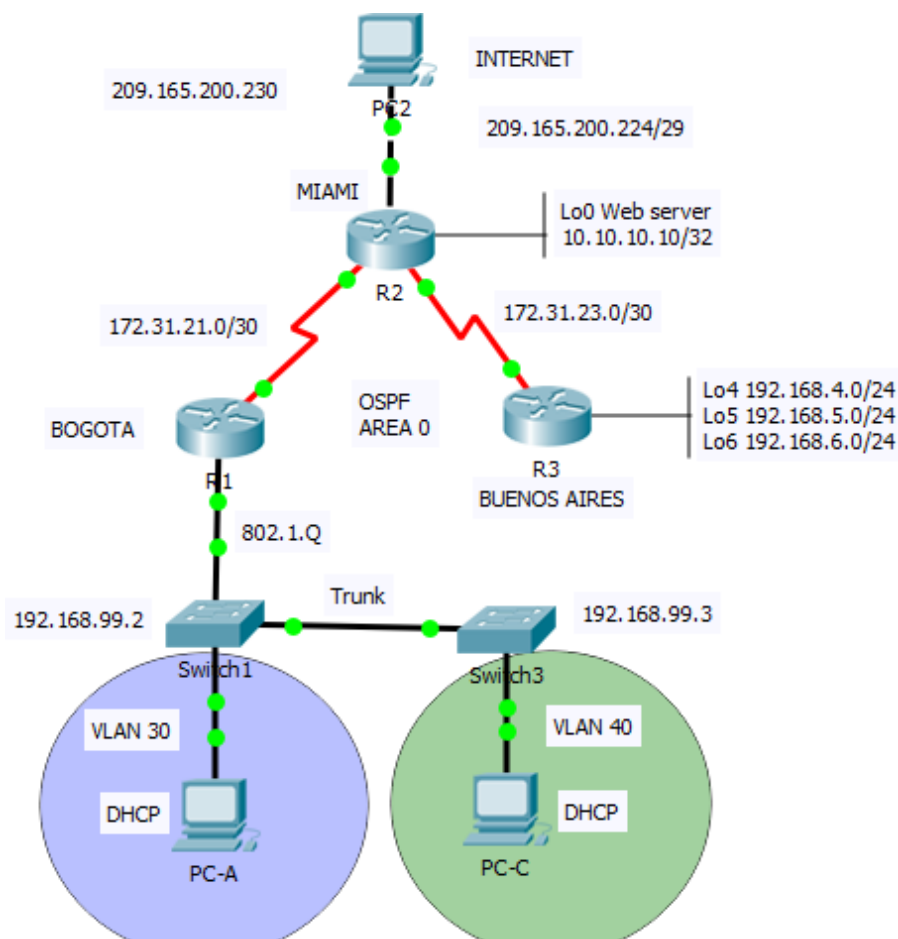 INTERNET
209.165.200.230
PC2
209.165.200.224/29
MIAMI
Lo0 Web server
10.10.10.10/32
R2
172.31.21.0/30
172.31.23.0/30
OSPF
AREA 0
BOGOTA
R1
Lo4 192.168.4.0/24
Lo5 192.168.5.0/24
Lo6 192.168.6.0/24
R3
BUENOS AIRES
802.1.Q
Trunk
192.168.99.2
192.168.99.3
Switch1
Switch3
VLAN 30
VLAN 40
DHCP
DHCP
PC-A
PC-C